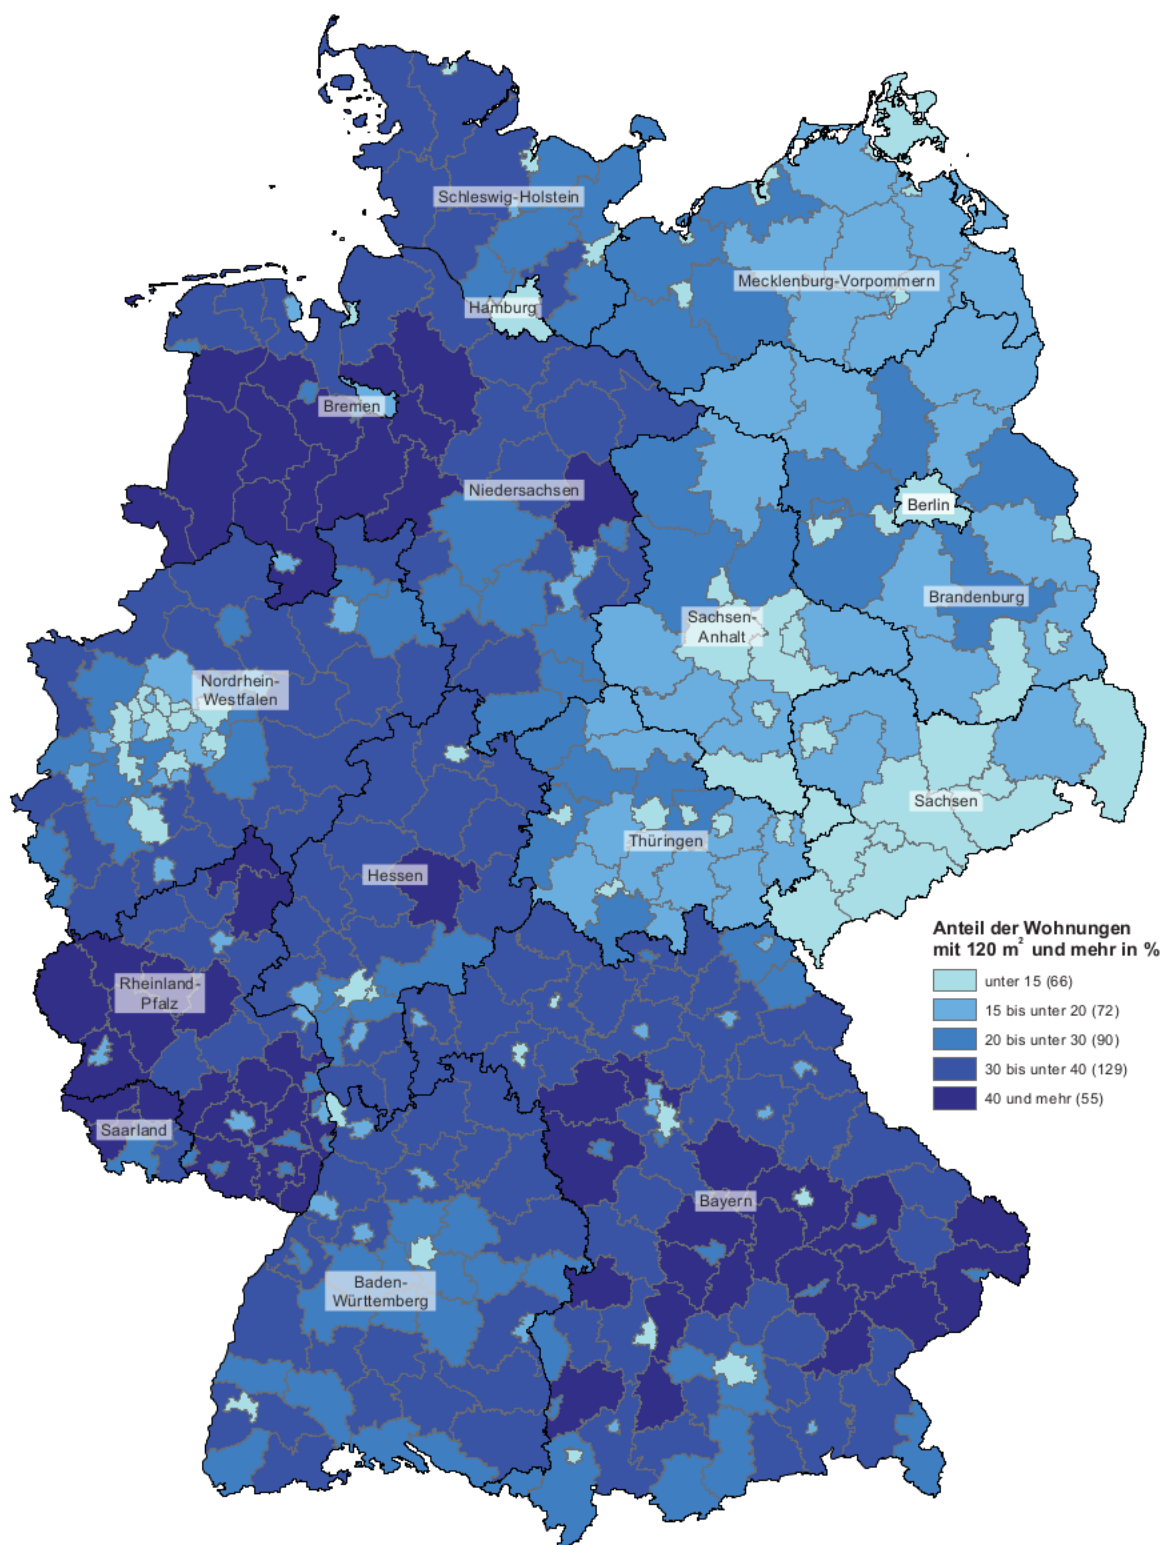 Schleswig-Holstein
Mecklenburg-Vorpommern
Hamburg
Bremen
Niedersachsen
Berlin
Brandenburg
Sachsen-
Anhalt
Nordrhein-
Westfalen
Sachsen
Thüringen
Hessen
Rheinland-
Pfalz
Saarland
Bayern
Baden-
Württemberg
Anteil der Wohnungen
mit 120 m² und mehr in %
unter 15 (66)
15 bis unter 20 (72)
20 bis unter 30 (90)
30 bis unter 40 (129)
40 und mehr (55)